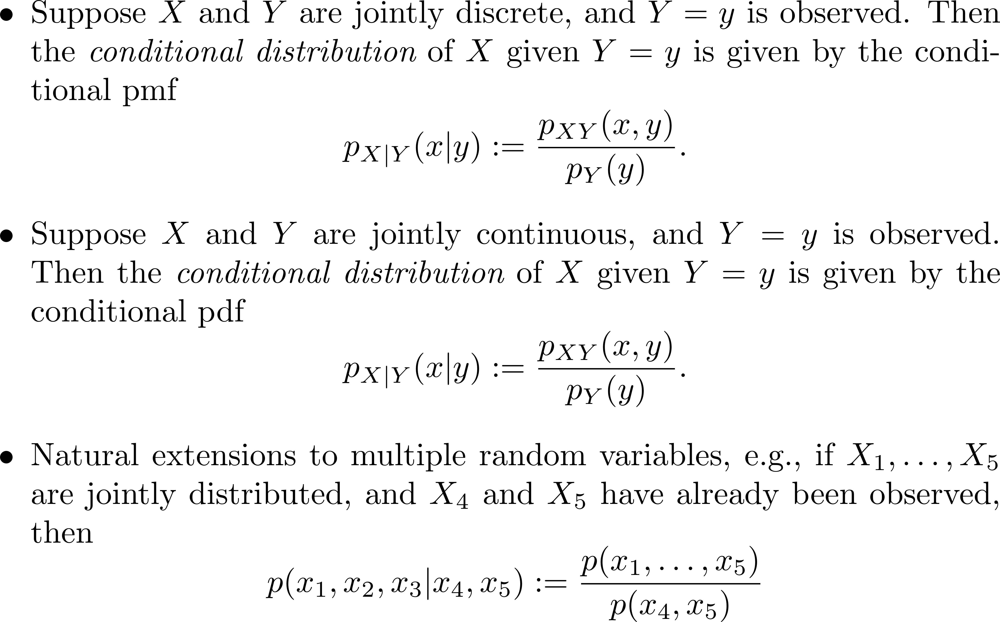 • Suppose X and Y are jointly discrete, and Y = y is observed. Then
the conditional distribution of X given Y = y is given by the condi-
tional pmf
p_{X|Y}(x|y) := \frac{p_{XY}(x, y)}{p_Y(y)}.
• Suppose X and Y are jointly continuous, and Y = y is observed.
Then the conditional distribution of X given Y = y is given by the
conditional pdf
p_{X|Y}(x|y) := \frac{p_{XY}(x, y)}{p_Y(y)}.
• Natural extensions to multiple random variables, e.g., if X_1, . . . , X_5
are jointly distributed, and X_4 and X_5 have already been observed,
then
p(x_1, x_2, x_3|x_4, x_5) := \frac{p(x_1, . . . , x_5)}{p(x_4, x_5)}